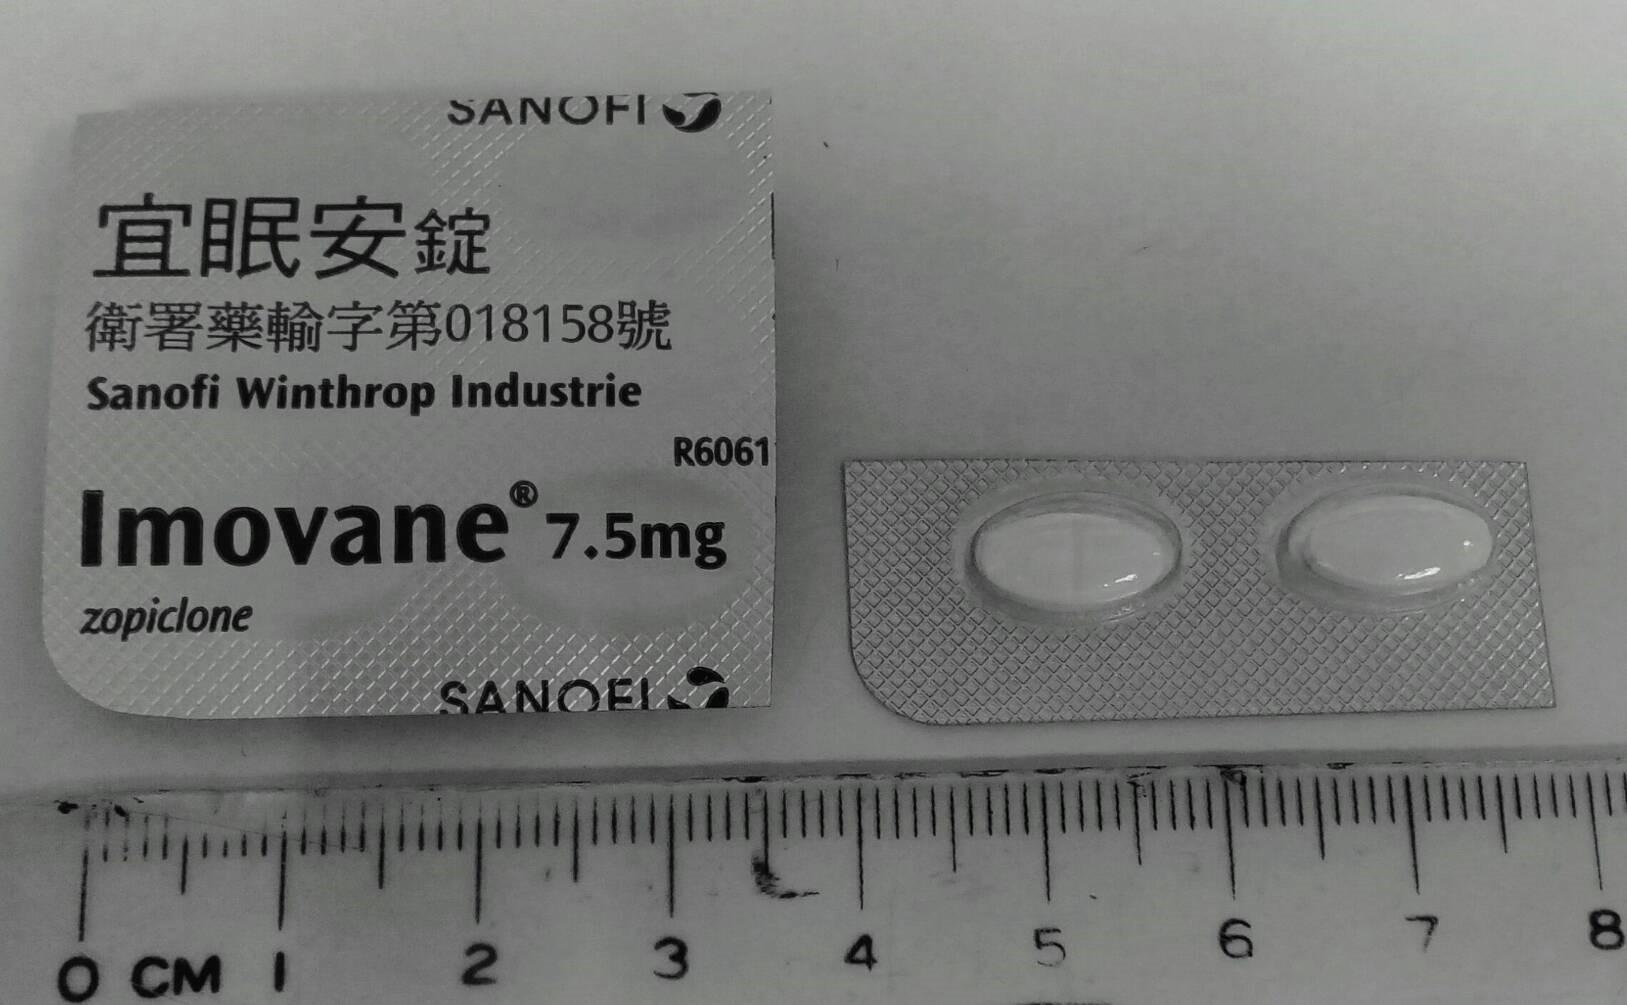 SANOFI
宜眠安錠
衛署藥輸字第018158號
Sanofi Winthrop Industrie
R6061
Imovane® 7.5mg
zopiclone
SANOFI
0 CM 1 2 3 4 5 6 7 8